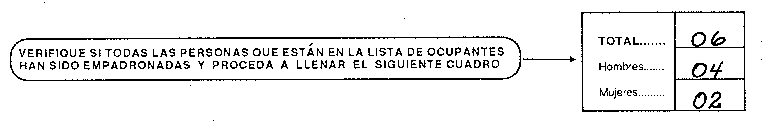 VERIFIQUE SI TODAS LAS PERSONAS QUE ESTÁN EN LA LISTA DE OCUPANTES
HAN SIDO EMPADRONADAS Y PROCEDA A LLENAR EL SIGUIENTE CUADRO
TOTAL....... 06
Hombres....... 04
Mujeres......... 02